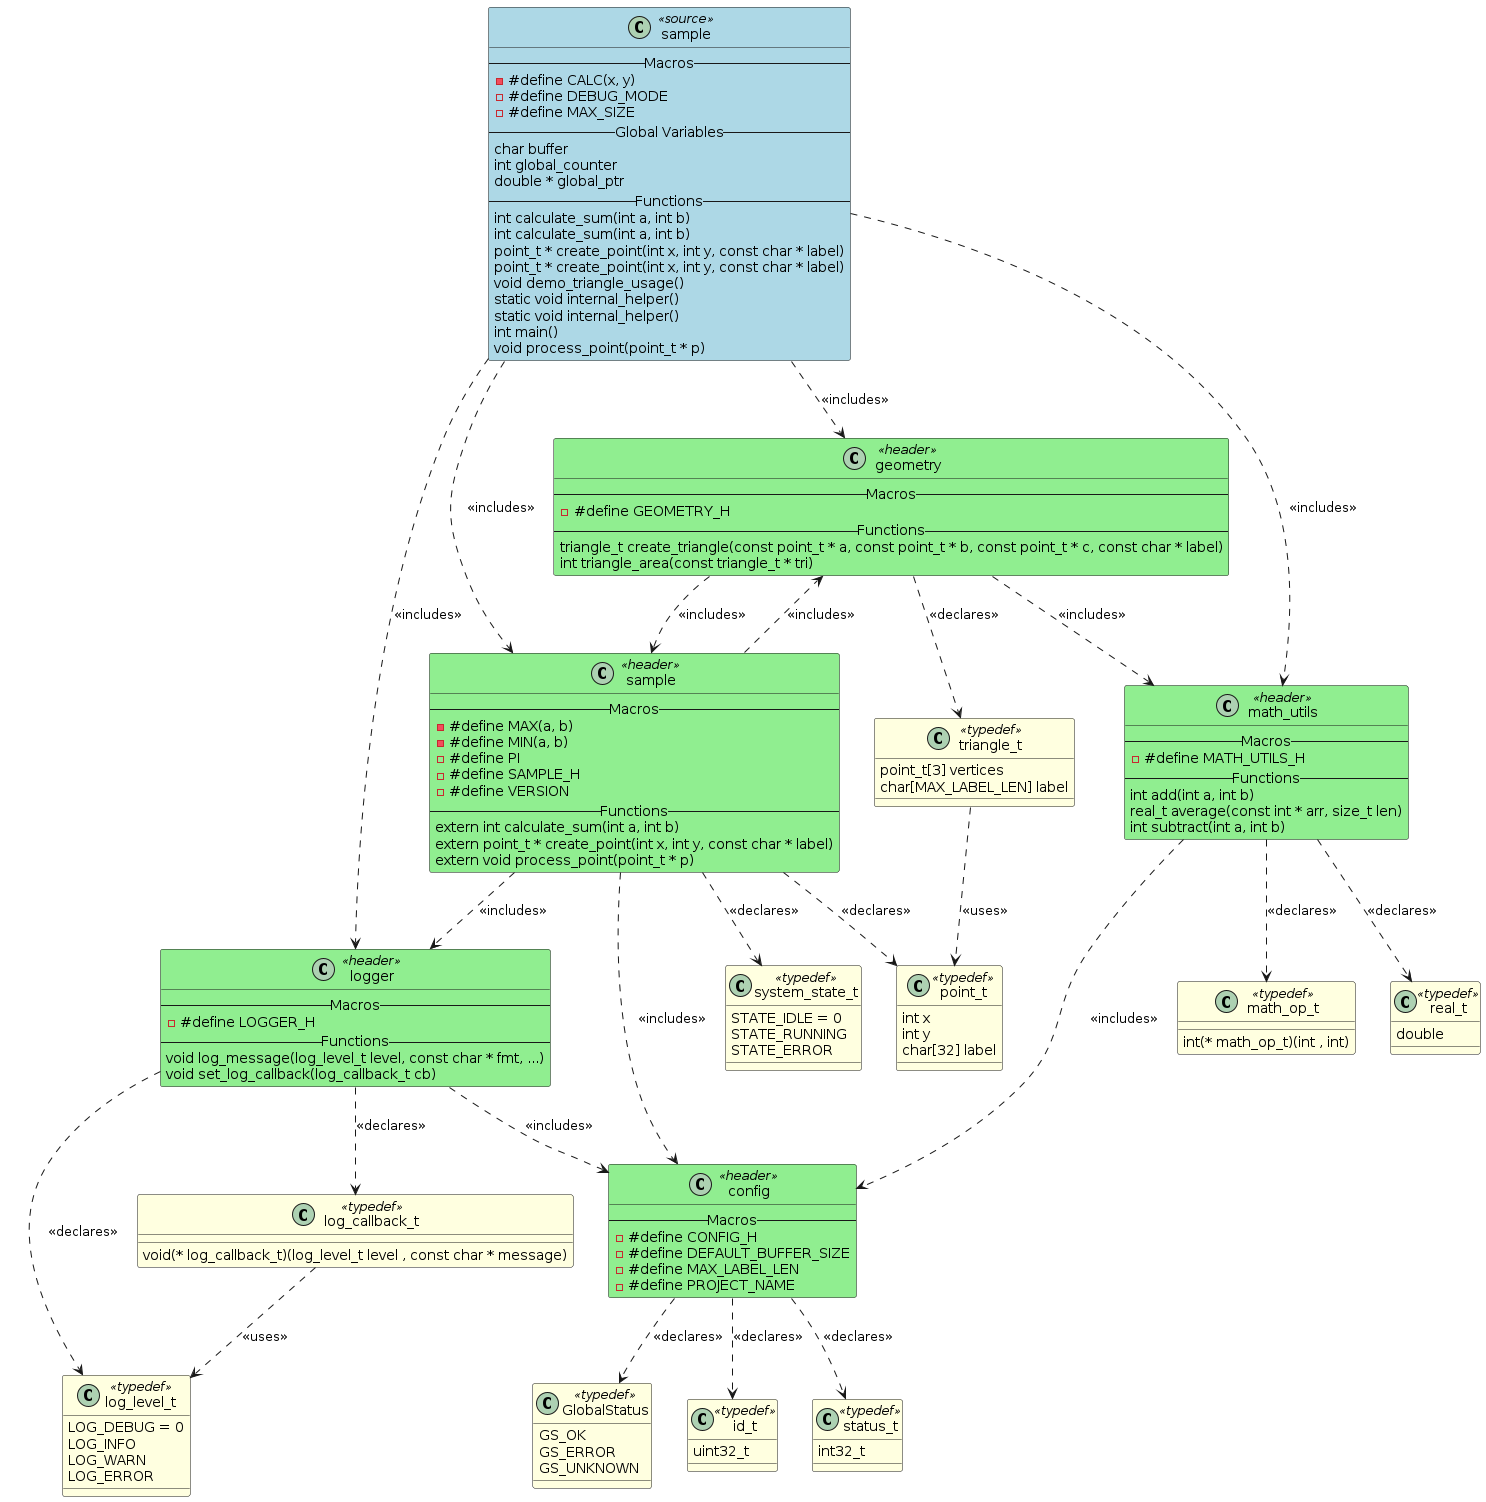 «source»
sample
Macros
#define CALC(x, y)
#define DEBUG_MODE
#define MAX_SIZE
Global Variables
char buffer
int global_counter
double * global_ptr
Functions
int calculate_sum(int a, int b)
int calculate_sum(int a, int b)
point_t * create_point(int x, int y, const char * label)
point_t * create_point(int x, int y, const char * label)
void demo_triangle_usage()
static void internal_helper()
static void internal_helper()
int main()
void process_point(point_t * p)
«includes»
«header»
geometry
Macros
#define GEOMETRY_H
Functions
triangle_t create_triangle(const point_t * a, const point_t * b, const point_t * c, const char * label)
int triangle_area(const triangle_t * tri)
«includes»
«includes»
«includes»
«includes»
«includes»
«declares»
«includes»
«header»
sample
Macros
#define MAX(a, b)
#define MIN(a, b)
#define PI
#define SAMPLE_H
#define VERSION
Functions
extern int calculate_sum(int a, int b)
extern point_t * create_point(int x, int y, const char * label)
extern void process_point(point_t * p)
«typedef»
triangle_t
point_t[3] vertices
char[MAX_LABEL_LEN] label
«header»
math_utils
Macros
#define MATH_UTILS_H
Functions
int add(int a, int b)
real_t average(const int * arr, size_t len)
int subtract(int a, int b)
«includes»
«declares»
«declares»
«uses»
«declares»
«declares»
«header»
logger
Macros
#define LOGGER_H
Functions
void log_message(log_level_t level, const char * fmt, ...)
void set_log_callback(log_callback_t cb)
«includes»
«typedef»
system_state_t
STATE_IDLE = 0
STATE_RUNNING
STATE_ERROR
«typedef»
point_t
int x
int y
char[32] label
«includes»
«typedef»
math_op_t
int(* math_op_t)(int , int)
«typedef»
real_t
double
«declares»
«includes»
«declares»
«typedef»
log_callback_t
void(* log_callback_t)(log_level_t level , const char * message)
«header»
config
Macros
#define CONFIG_H
#define DEFAULT_BUFFER_SIZE
#define MAX_LABEL_LEN
#define PROJECT_NAME
«uses»
«declares»
«declares»
«declares»
«typedef»
log_level_t
LOG_DEBUG = 0
LOG_INFO
LOG_WARN
LOG_ERROR
«typedef»
GlobalStatus
GS_OK
GS_ERROR
GS_UNKNOWN
«typedef»
id_t
uint32_t
«typedef»
status_t
int32_t